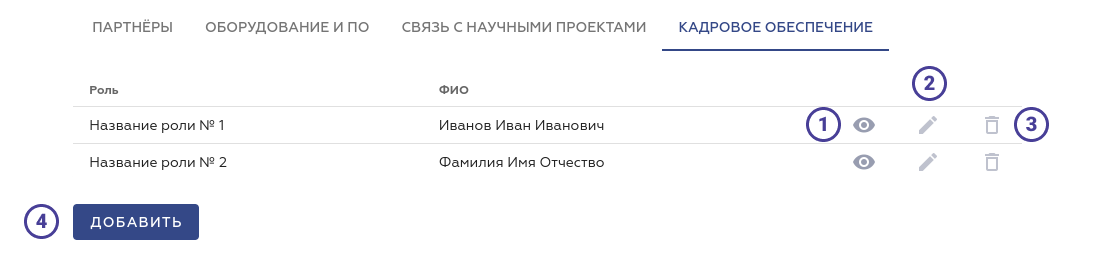 ПАРТНЁРЫ ОБОРУДОВАНИЕ И ПО СВЯЗЬ С НАУЧНЫМИ ПРОЕКТАМИ КАДРОВОЕ ОБЕСПЕЧЕНИЕ
2
Роль ФИО
Название роли № 1 Иванов Иван Иванович 1 3
Название роли № 2 Фамилия Имя Отчество
4 ДОБАВИТЬ